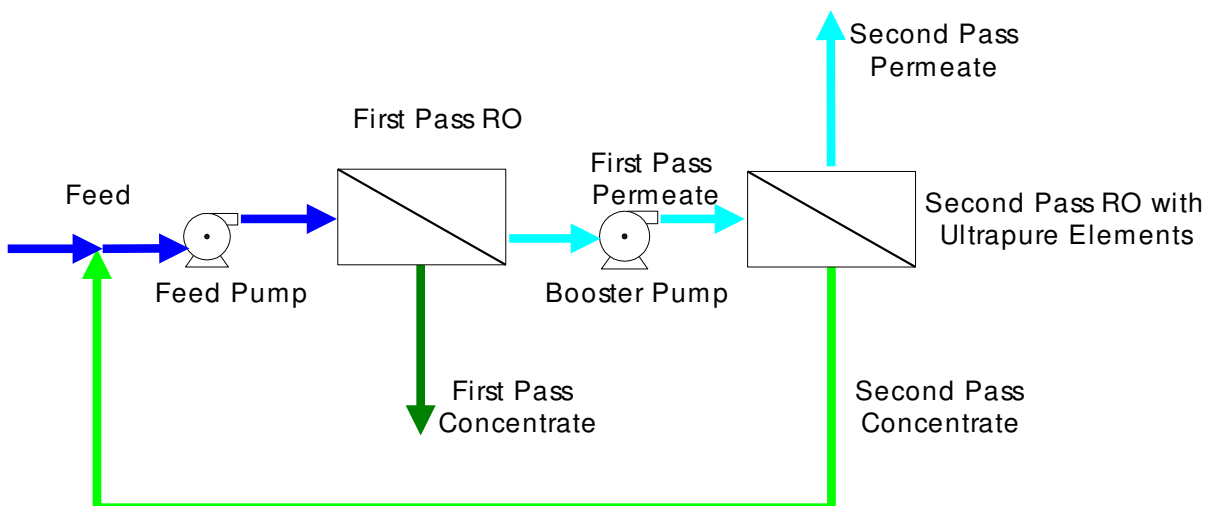 Second Pass
Permeate
First Pass RO
First Pass
Permeate
Feed
Second Pass RO with
Ultrapure Elements
Feed Pump
Booster Pump
First Pass
Concentrate
Second Pass
Concentrate